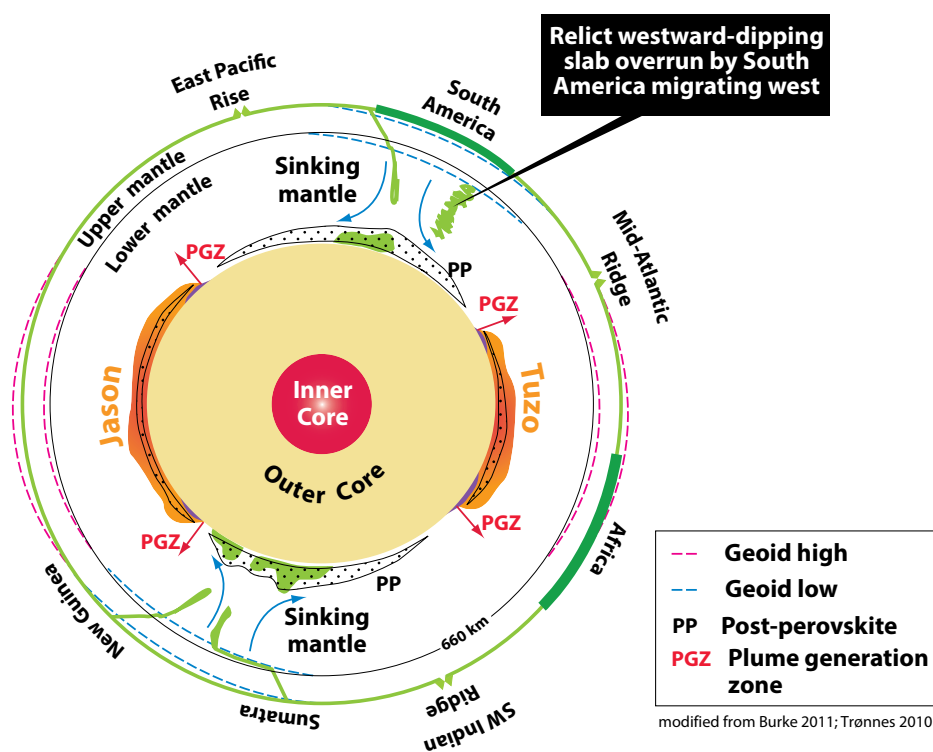 Relict westward-dipping
slab overrun by South
America migrating west
East Pacific
Rise
South
America
Upper mantle
Lower mantle
Sinking
mantle
Mid-Atlantic
Ridge
PGZ
PP
PGZ
Jason
Inner
Core
Tuzo
Outer Core
PGZ
PGZ
Africa
PP
New Guinea
Sinking
mantle
660 km
Sumatra
SW Indian
Ridge
Geoid high
Geoid low
PP Post-perovskite
PGZ Plume generation
zone
modified from Burke 2011; Trønnes 2010